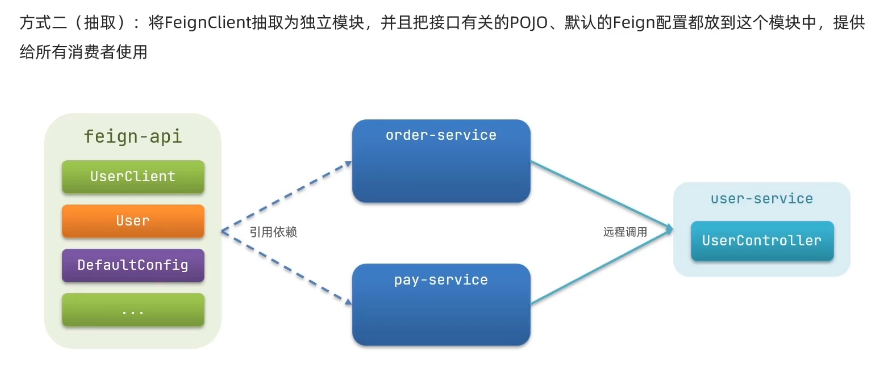 方式二（抽取）：将FeignClient抽取为独立模块，并且把接口有关的POJO、默认的Feign配置都放到这个模块中，提供
给所有消费者使用
feign-api
UserClient
User
DefaultConfig
...
引用依赖
order-service
pay-service
远程调用
user-service
UserController